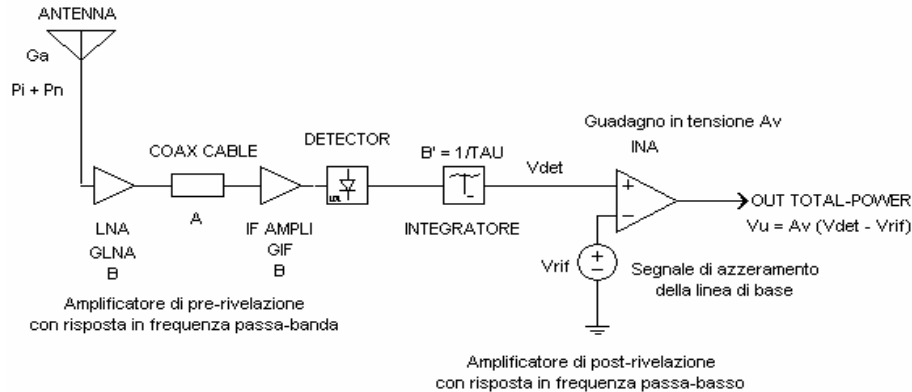 ANTENNA
Ga
Pi + Pn
LNA
GLNA
B
COAX CABLE
A
IF AMPLI
GIF
B
DETECTOR
B' = 1/TAU
INTEGRATORE
Vdet
Guadagno in tensione Av
INA
+
−
OUT TOTAL-POWER
Vu = Av (Vdet - Vrif)
Vrif
+
−
Segnale di azzeramento
della linea di base
Amplificatore di pre-rivelazione
con risposta in frequenza passa-banda
Amplificatore di post-rivelazione
con risposta in frequenza passa-basso